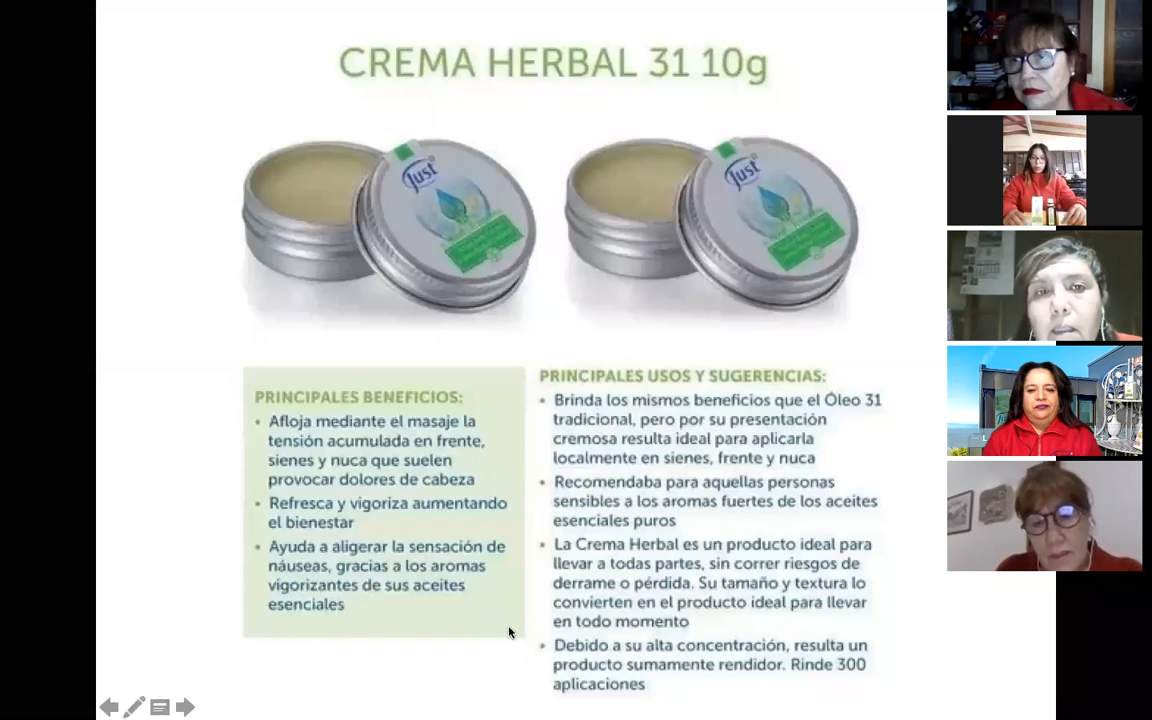 CREMA HERBAL 31 10g
Just
Just
PRINCIPALES BENEFICIOS:
• Afloja mediante el masaje la
tensión acumulada en frente,
sienes y nuca que suelen
provocar dolores de cabeza
• Refresca y vigoriza aumentando
el bienestar
• Ayuda a aligerar la sensación de
náuseas, gracias a los aromas
vigorizantes de sus aceites
esenciales
PRINCIPALES USOS Y SUGERENCIAS:
• Brinda los mismos beneficios que el Óleo 31
tradicional, pero por su presentación
cremosa resulta ideal para aplicarla
localmente en sienes, frente y nuca
• Recomendaba para aquellas personas
sensibles a los aromas fuertes de los aceites
esenciales puros
• La Crema Herbal es un producto ideal para
llevar a todas partes, sin correr riesgos de
derrame o pérdida. Su tamaño y textura lo
convierten en el producto ideal para llevar
en todo momento
• Debido a su alta concentración, resulta un
producto sumamente rendidor. Rinde 300
aplicaciones